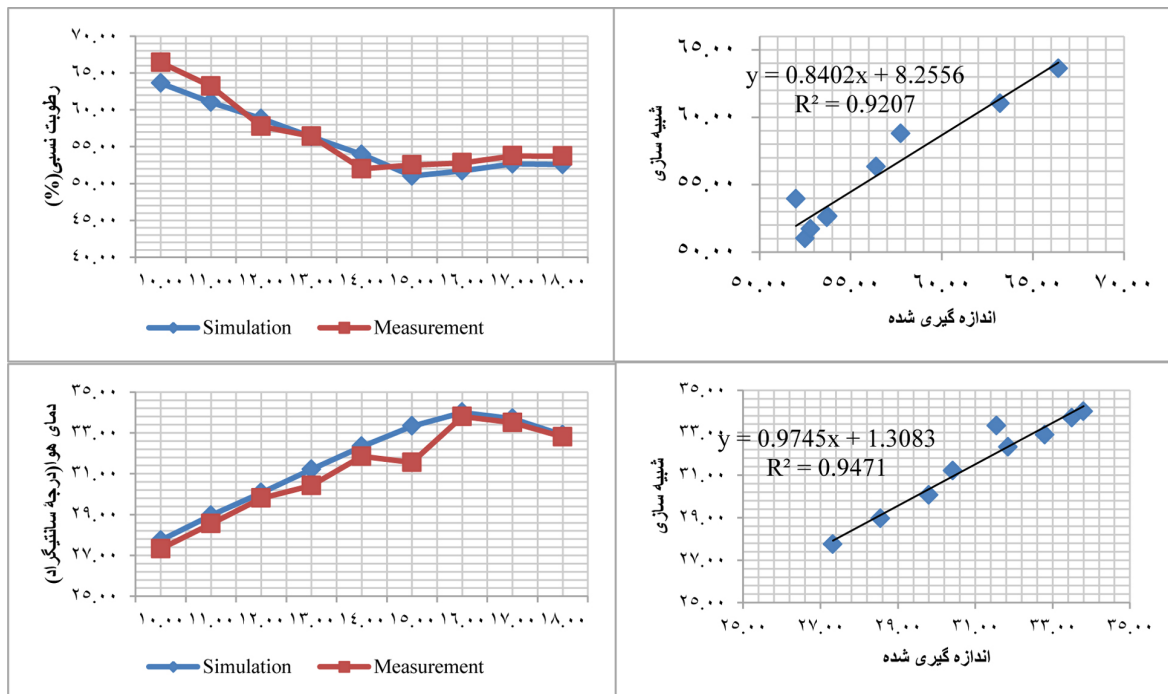 رطوبت نسبی(%)
۷۰.۰۰
۶۵.۰۰
۶۰.۰۰
۵۵.۰۰
۵۰.۰۰
۴۵.۰۰
۴۰.۰۰
۱۰.۰۰ ۱۱.۰۰ ۱۲.۰۰ ۱۳.۰۰ ۱۴.۰۰ ۱۵.۰۰ ۱۶.۰۰ ۱۷.۰۰ ۱۸.۰۰
Simulation Measurement
شبیه سازی
۶۵.۰۰
۶۰.۰۰
۵۵.۰۰
۵۰.۰۰
y = 0.8402x + 8.2556
R² = 0.9207
۵۰.۰۰ ۵۵.۰۰ ۶۰.۰۰ ۶۵.۰۰ ۷۰.۰۰
اندازه گیری شده
دمای هوا(درجۀ سانتیگراد)
۳۵.۰۰
۳۳.۰۰
۳۱.۰۰
۲۹.۰۰
۲۷.۰۰
۲۵.۰۰
۱۰.۰۰ ۱۱.۰۰ ۱۲.۰۰ ۱۳.۰۰ ۱۴.۰۰ ۱۵.۰۰ ۱۶.۰۰ ۱۷.۰۰ ۱۸.۰۰
Simulation Measurement
شبیه سازی
۳۵.۰۰
۳۳.۰۰
۳۱.۰۰
۲۹.۰۰
۲۷.۰۰
۲۵.۰۰
y = 0.9745x + 1.3083
R² = 0.9471
۲۵.۰۰ ۲۷.۰۰ ۲۹.۰۰ ۳۱.۰۰ ۳۳.۰۰ ۳۵.۰۰
اندازه گیری شده